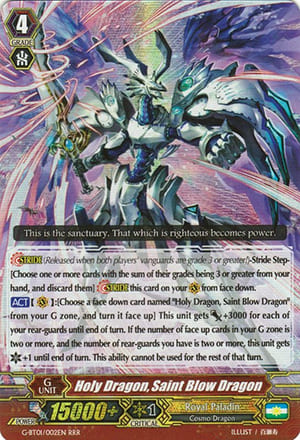 4
GRADE
This is the sanctuary. That which is righteous becomes power.
STRIDE (Released when both players' vanguards are grade 3 or greater!)-Stride Step-
[Choose one or more cards with the sum of their grades being 3 or greater from your
hand, and discard them] STRIDE this card on your from face down.
ACT [ 1]:[Choose a face down card named "Holy Dragon, Saint Blow Dragon"
from your G zone, and turn it face up] This unit gets +3000 for each of
your rear-guards until end of turn. If the number of face up cards in your G zone is
two or more, and the number of rear-guards you have is two or more, this unit gets
+1 until end of turn. This ability cannot be used for the rest of that turn.
G
UNIT
Holy Dragon, Saint Blow Dragon
POWER 15000+
1
CRITICAL
Royal Paladin
Cosmo Dragon
G-BT01/002EN RRR
ILLUST / 百瀬寿